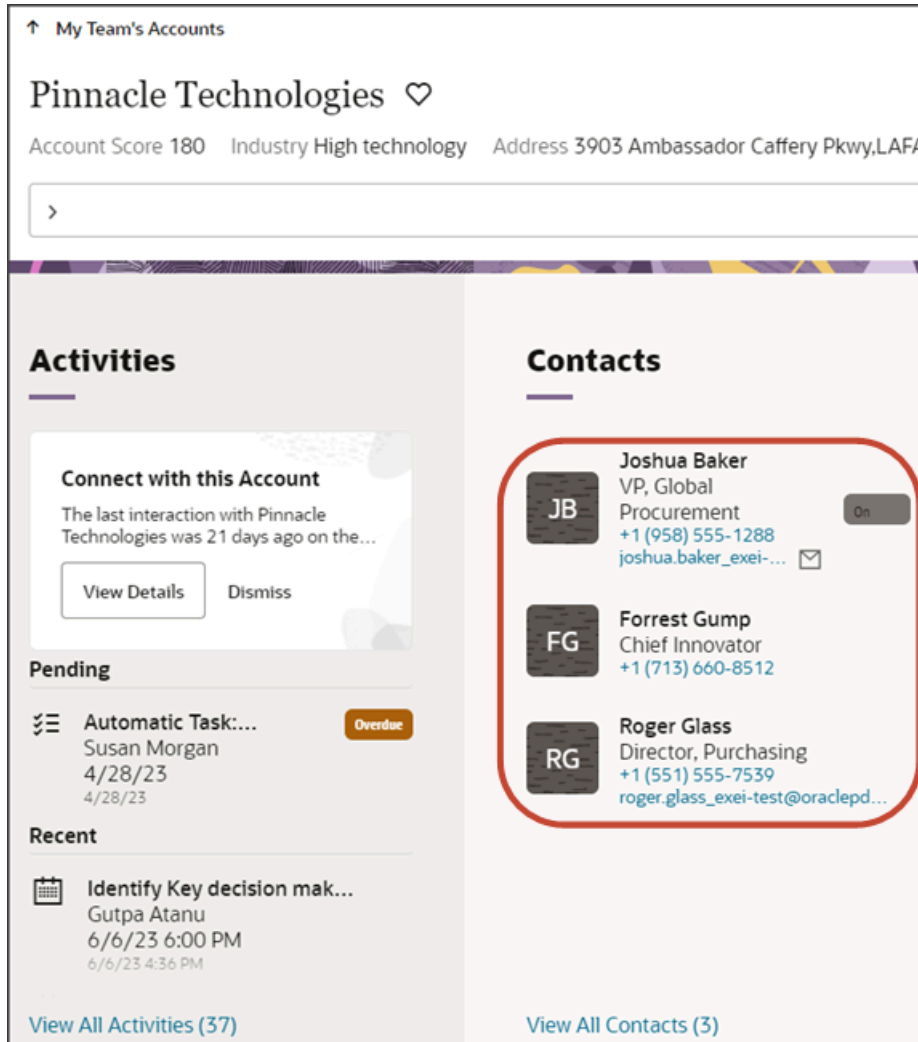 My Team's Accounts
Pinnacle Technologies
Account Score 180 Industry High technology Address 3903 Ambassador Caffery Pkwy,LAFA
Activities
Connect with this Account
The last interaction with Pinnacle
Technologies was 21 days ago on the...
View Details Dismiss
Pending
Automatic Task:... Overdue
Susan Morgan
4/28/23
4/28/23
Recent
Identify Key decision mak...
Gutpa Atanu
6/6/23 6:00 PM
6/6/23 4:36 PM
View All Activities (37)
Contacts
JB
Joshua Baker
VP, Global
Procurement
On
+1 (958) 555-1288
joshua.baker_exei-...
FG
Forrest Gump
Chief Innovator
+1 (713) 660-8512
RG
Roger Glass
Director, Purchasing
+1 (551) 555-7539
roger.glass_exei-test@oraclepd...
View All Contacts (3)